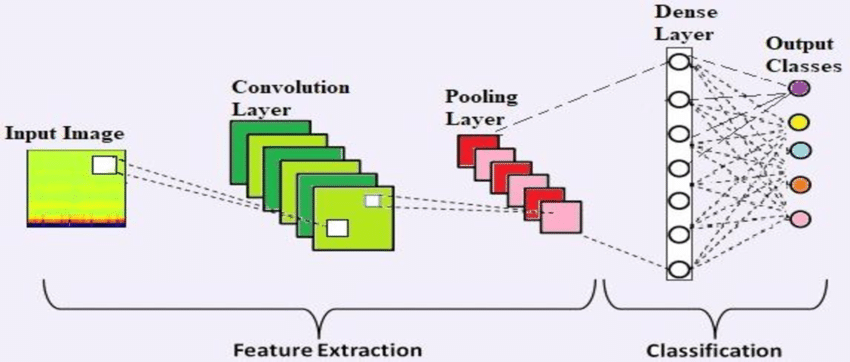 Input Image
Convolution
Layer
Pooling
Layer
Dense
Layer
Output
Classes
Feature Extraction
Classification